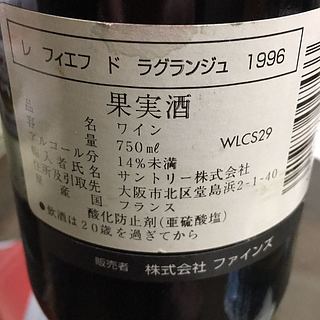 レ フィエフ ド ラグランジュ 1996
果実酒
品名 ワイン
容量 750ml
アルコール分 14%未満
輸入者氏名 サントリー株式会社
住所及引取先 大阪市北区堂島浜2-1-40
原産国 フランス
酸化防止剤(亜硫酸塩)
●飲酒は20歳を過ぎてから
WLCS29
販売者 株式会社 ファインズ